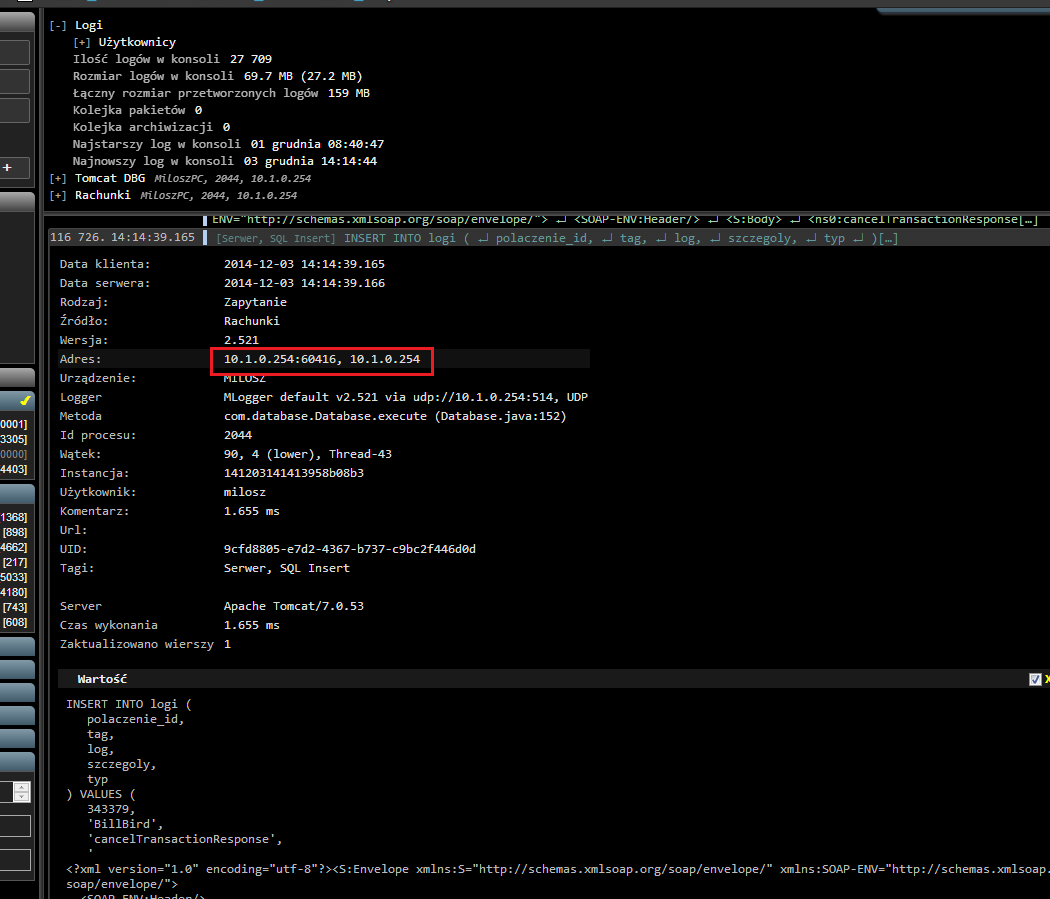 [-] Logi
[+] Użytkownicy
Ilość logów w konsoli 27 709
Rozmiar logów w konsoli 69.7 MB (27.2 MB)
Łączny rozmiar przetworzonych logów 159 MB
Kolejka pakietów 0
Kolejka archiwizacji 0
Najstarszy log w konsoli 01 grudnia 08:40:47
Najnowszy log w konsoli 03 grudnia 14:14:44
[+] Tomcat DBG MiloszPC, 2044, 10.1.0.254
+
[+] Rachunki MiloszPC, 2044, 10.1.0.254
ENV="http://schemas.xmlsoap.org/soap/envelope/"> ↵ <SOAP-ENV:Header/> ↵ <S:Body> ↵ <ns0:cancelTransactionResponse[…]
116 726. 14:14:39.165 [Serwer, SQL Insert] INSERT INTO logi ( ↵ polaczenie_id, ↵ tag, ↵ log, ↵ szczegoly, ↵ typ ↵ )[…]
Data klienta: 2014-12-03 14:14:39.165
Data serwera: 2014-12-03 14:14:39.166
Rodzaj: Zapytanie
Źródło: Rachunki
Wersja: 2.521
Adres: 10.1.0.254:60416, 10.1.0.254
Urządzenie: MILOSZ
Logger MLogger default v2.521 via udp://10.1.0.254:514, UDP
Metoda com.database.Database.execute (Database.java:152)
Id procesu: 2044
Wątek: 90, 4 (lower), Thread-43
Instancja: 141203141413958b08b3
Użytkownik: milosz
Komentarz: 1.655 ms
Url:
UID: 9cfd8805-e7d2-4367-b737-c9bc2f446d0d
Tagi: Serwer, SQL Insert
Server Apache Tomcat/7.0.53
Czas wykonania 1.655 ms
Zaktualizowano wierszy 1
0001]
3305]
0000]
4403]
1368]
[898]
4662]
[217]
5033]
4180]
[743]
[608]
Wartość
INSERT INTO logi (
polaczenie_id,
tag,
log,
szczegoly,
typ
) VALUES (
343379,
'BillBird',
'cancelTransactionResponse',
'
<?xml version="1.0" encoding="utf-8"?><S:Envelope xmlns:S="http://schemas.xmlsoap.org/soap/envelope/" xmlns:SOAP-ENV="http://schemas.xmlsoap.
soap/envelope/">
<SOAP-ENV:Header/>